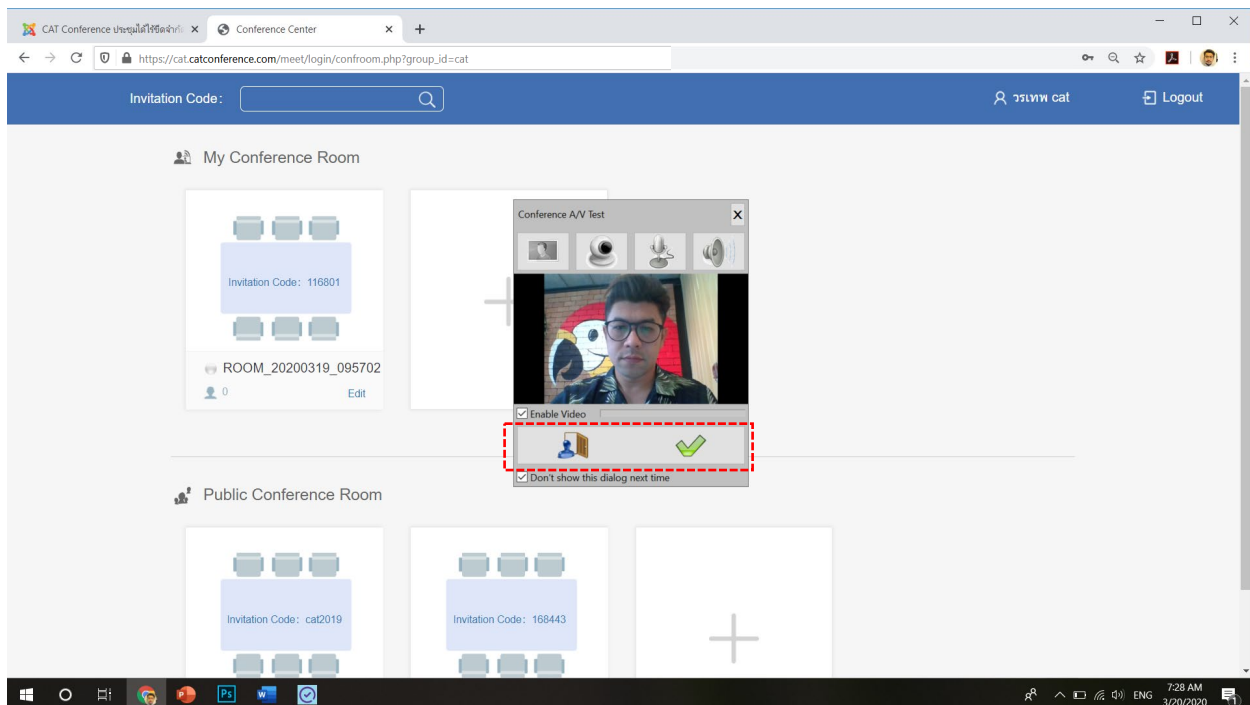 CAT Conference ประชุมได้ไร้ขีดจำกั
Conference Center
https://cat.catconference.com/meet/login/confroom.php?group_id=cat
Invitation Code:
วรเทพ cat
Logout
My Conference Room
Invitation Code: 116801
ROOM_20200319_095702
0
Edit
Conference A/V Test
X
Enable Video
Don't show this dialog next time
Public Conference Room
Invitation Code: cat2019
Invitation Code: 168443
Ps
ENG
7:28 AM
3/20/2020